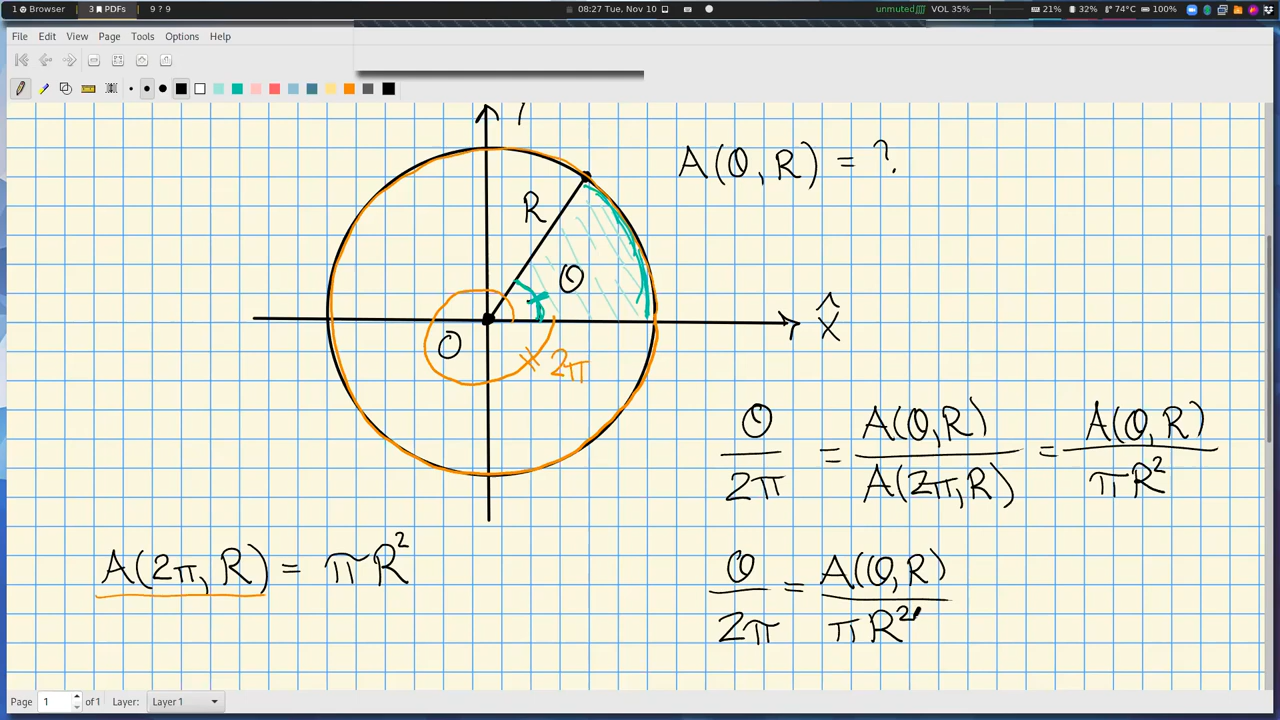 1 Browser 3 PDFs 9 ? 9 08:27 Tue, Nov 10 unmuted VOL 35% 21% 32% 74°C 100%
File Edit View Page Tools Options Help
A(θ, R) = ?
R
θ
x̂
O
2π
θ/2π = A(θ,R)/A(2π,R) = A(θ,R)/πR²
A(2π, R) = πR²
θ/2π = A(θ,R)/πR²
Page 1 of 1 Layer: Layer 1